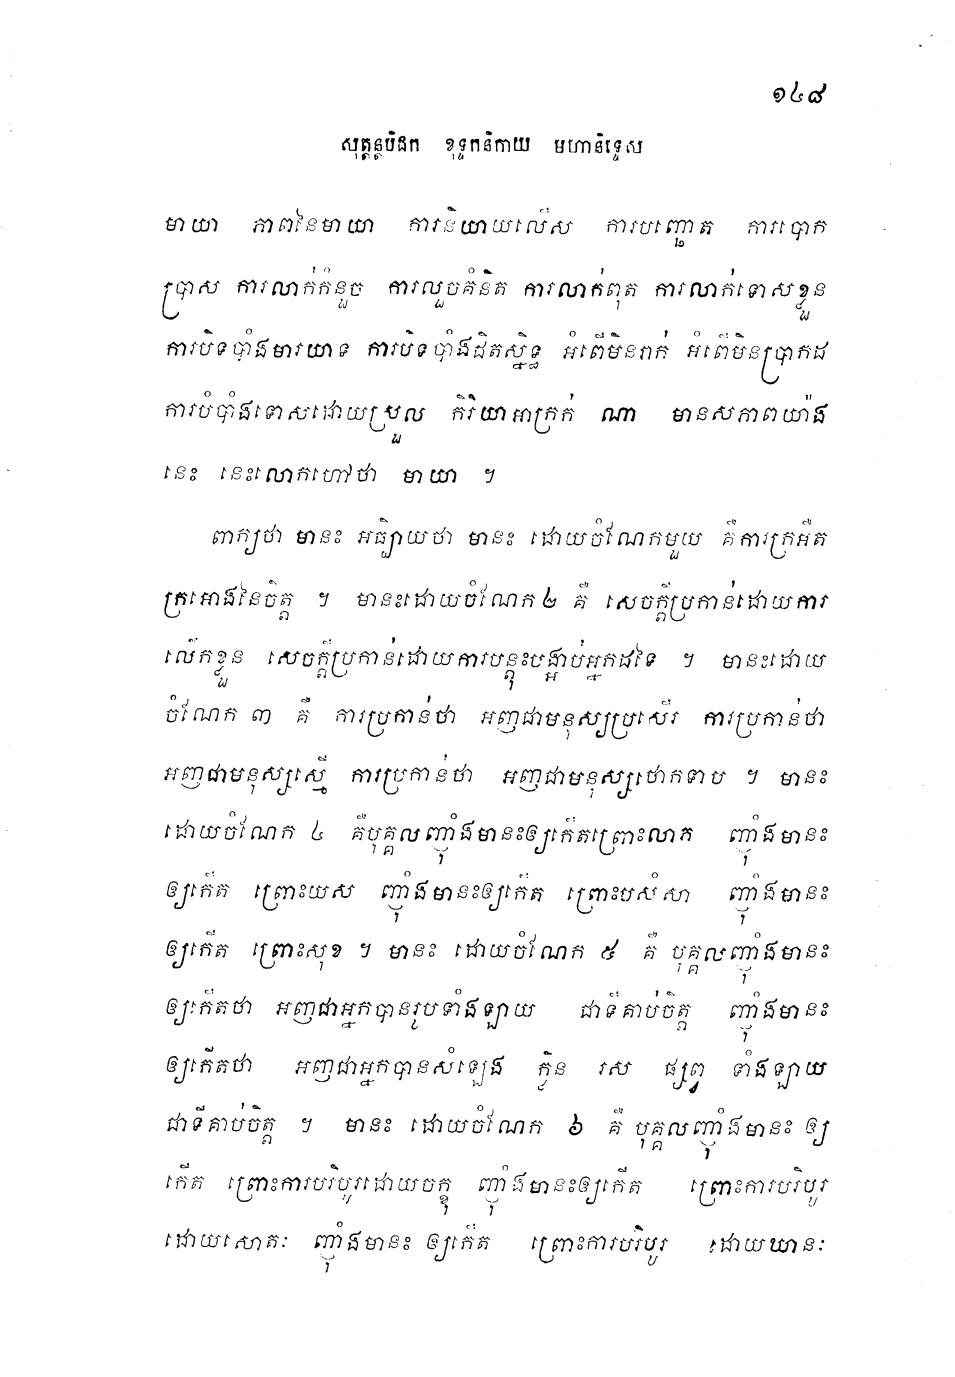 ១៤៨
សុត្តន្តបិដក ខុទ្ទកនិកាយ មហានិទ្ទេស
មាយា ភាពនៃមាយា ការនិយាយលើស ការបញ្ឆោត ការបោក
ប្រាស ការលាក់កំនួច ការលួចគំនិត ការលាក់ពុត ការលាក់ទោសខ្លួន
ការបិទបាំងមារយាទ ការបិទបាំងដិតស្និទ្ធ អំពើមិនរាក់ អំពើមិនប្រាកដ
ការបំបាំងទោសដោយស្រួល កិរិយាអាក្រក់ ណា មានសភាពយ៉ាង
នេះ នេះលោកហៅថា មាយា ។
ពាក្យថា មានះ អធិប្បាយថា មានះ ដោយចំណែកមួយ គឺការក្រអឺត
ក្រអោងនៃចិត្ត ។ មានះដោយចំណែក ២ គឺ សេចក្តីប្រកាន់ដោយការ
លើកខ្លួន សេចក្តីប្រកាន់ដោយការបន្តុះបង្អាប់អ្នកដទៃ ។ មានះដោយ
ចំណែក ៣ គឺ ការប្រកាន់ថា អញជាមនុស្សប្រសើរ ការប្រកាន់ថា
អញជាមនុស្សស្មើ ការប្រកាន់ថា អញជាមនុស្សថោកទាប ។ មានះ
ដោយចំណែក ៤ គឺបុគ្គលញ៉ាំងមានះឲ្យកើតព្រោះលាភ ញ៉ាំងមានះ
ឲ្យកើត ព្រោះយស ញ៉ាំងមានះឲ្យកើត ព្រោះបសំសា ញ៉ាំងមានះ
ឲ្យកើត ព្រោះសុខ ។ មានះ ដោយចំណែក ៥ គឺ បុគ្គលញ៉ាំងមានះ
ឲ្យកើតថា អញជាអ្នកបានរូបទាំងឡាយ ជាទីគាប់ចិត្ត ញ៉ាំងមានះ
ឲ្យកើតថា អញជាអ្នកបានសំឡេង ក្លិន រស ផ្សព្វ ទាំងឡាយ
ជាទីគាប់ចិត្ត ។ មានះ ដោយចំណែក ៦ គឺ បុគ្គលញ៉ាំងមានះ ឲ្យ
កើត ព្រោះការបរិបូរដោយចក្ខុ ញ៉ាំងមានះឲ្យកើត ព្រោះការបរិបូរ
ដោយសោតៈ ញ៉ាំងមានះ ឲ្យកើត ព្រោះការបរិបូរ ដោយឃានៈ